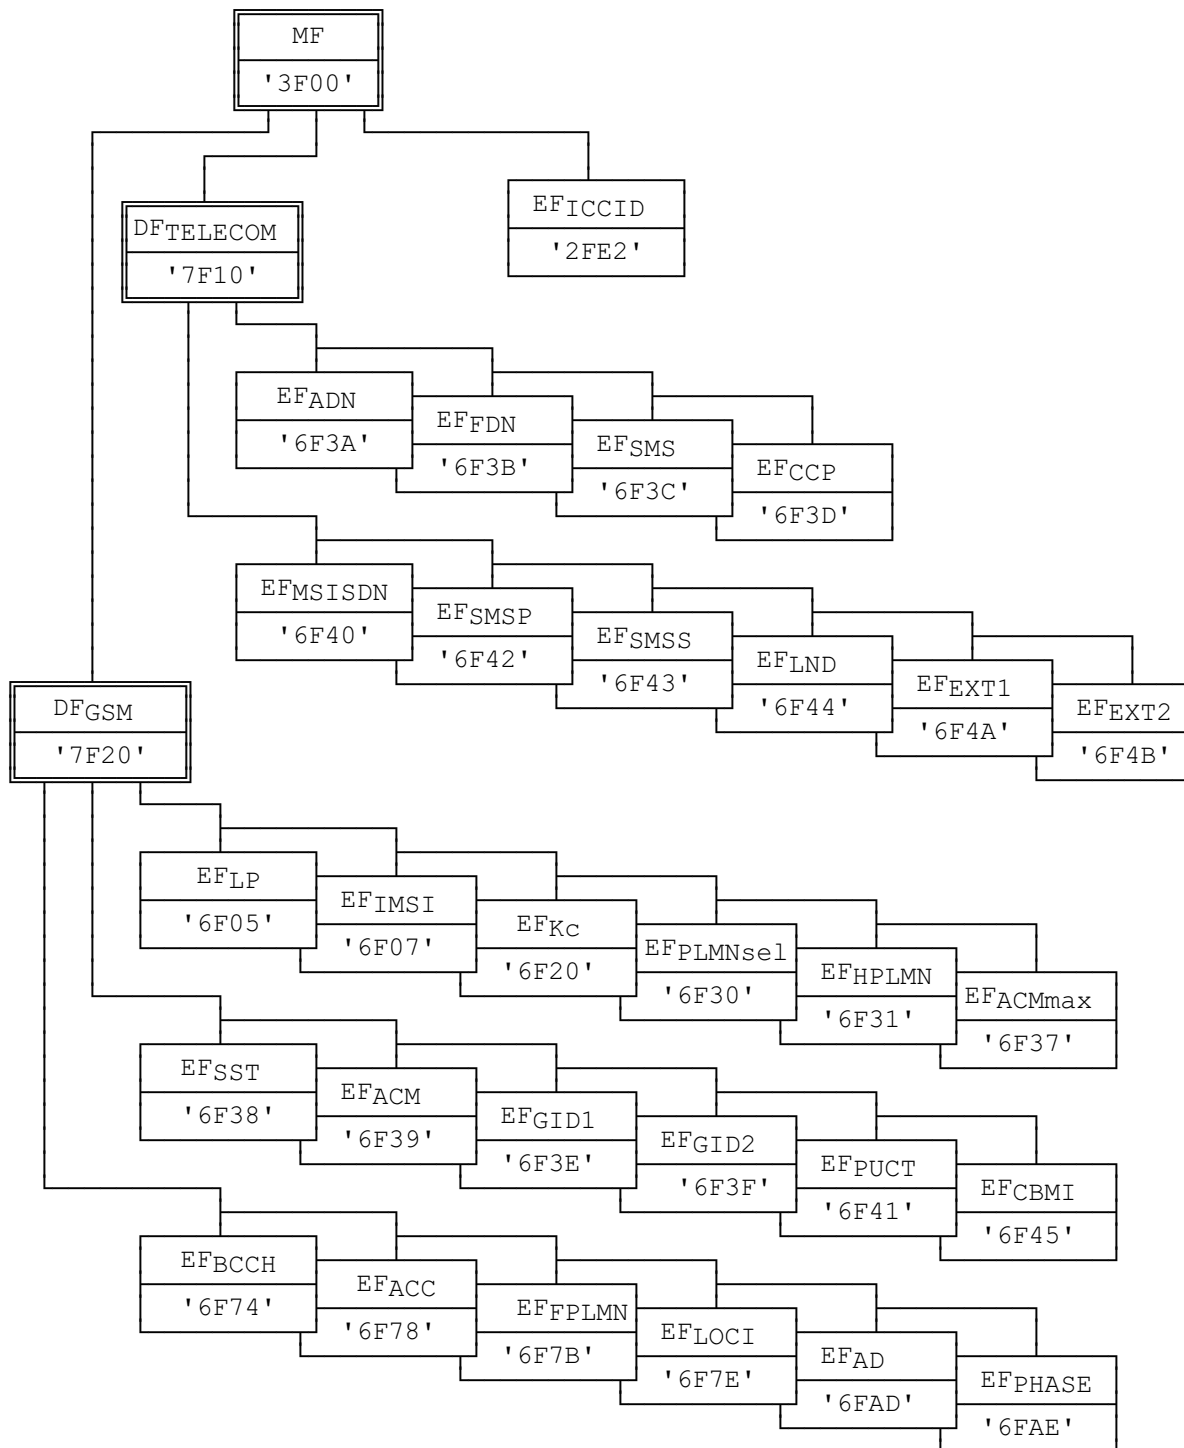 MF
'3F00'
EFICCID
'2FE2'
DFTELECOM
'7F10'
EFADN
'6F3A'
EFFDN
'6F3B'
EFSMS
'6F3C'
EFCCP
'6F3D'
EFMSISDN
'6F40'
EFSMSP
'6F42'
EFSMSS
'6F43'
EFLND
'6F44'
EFEXT1
'6F4A'
EFEXT2
'6F4B'
DFGSM
'7F20'
EFLP
'6F05'
EFIMSI
'6F07'
EFKc
'6F20'
EFPLMNsel
'6F30'
EFHPLMN
'6F31'
EFACMmax
'6F37'
EFSST
'6F38'
EFACM
'6F39'
EFGID1
'6F3E'
EFGID2
'6F3F'
EFPUCT
'6F41'
EFCBMI
'6F45'
EFBCCH
'6F74'
EFACC
'6F78'
EFFPLMN
'6F7B'
EFLOCI
'6F7E'
EFAD
'6FAD'
EFPHASE
'6FAE'